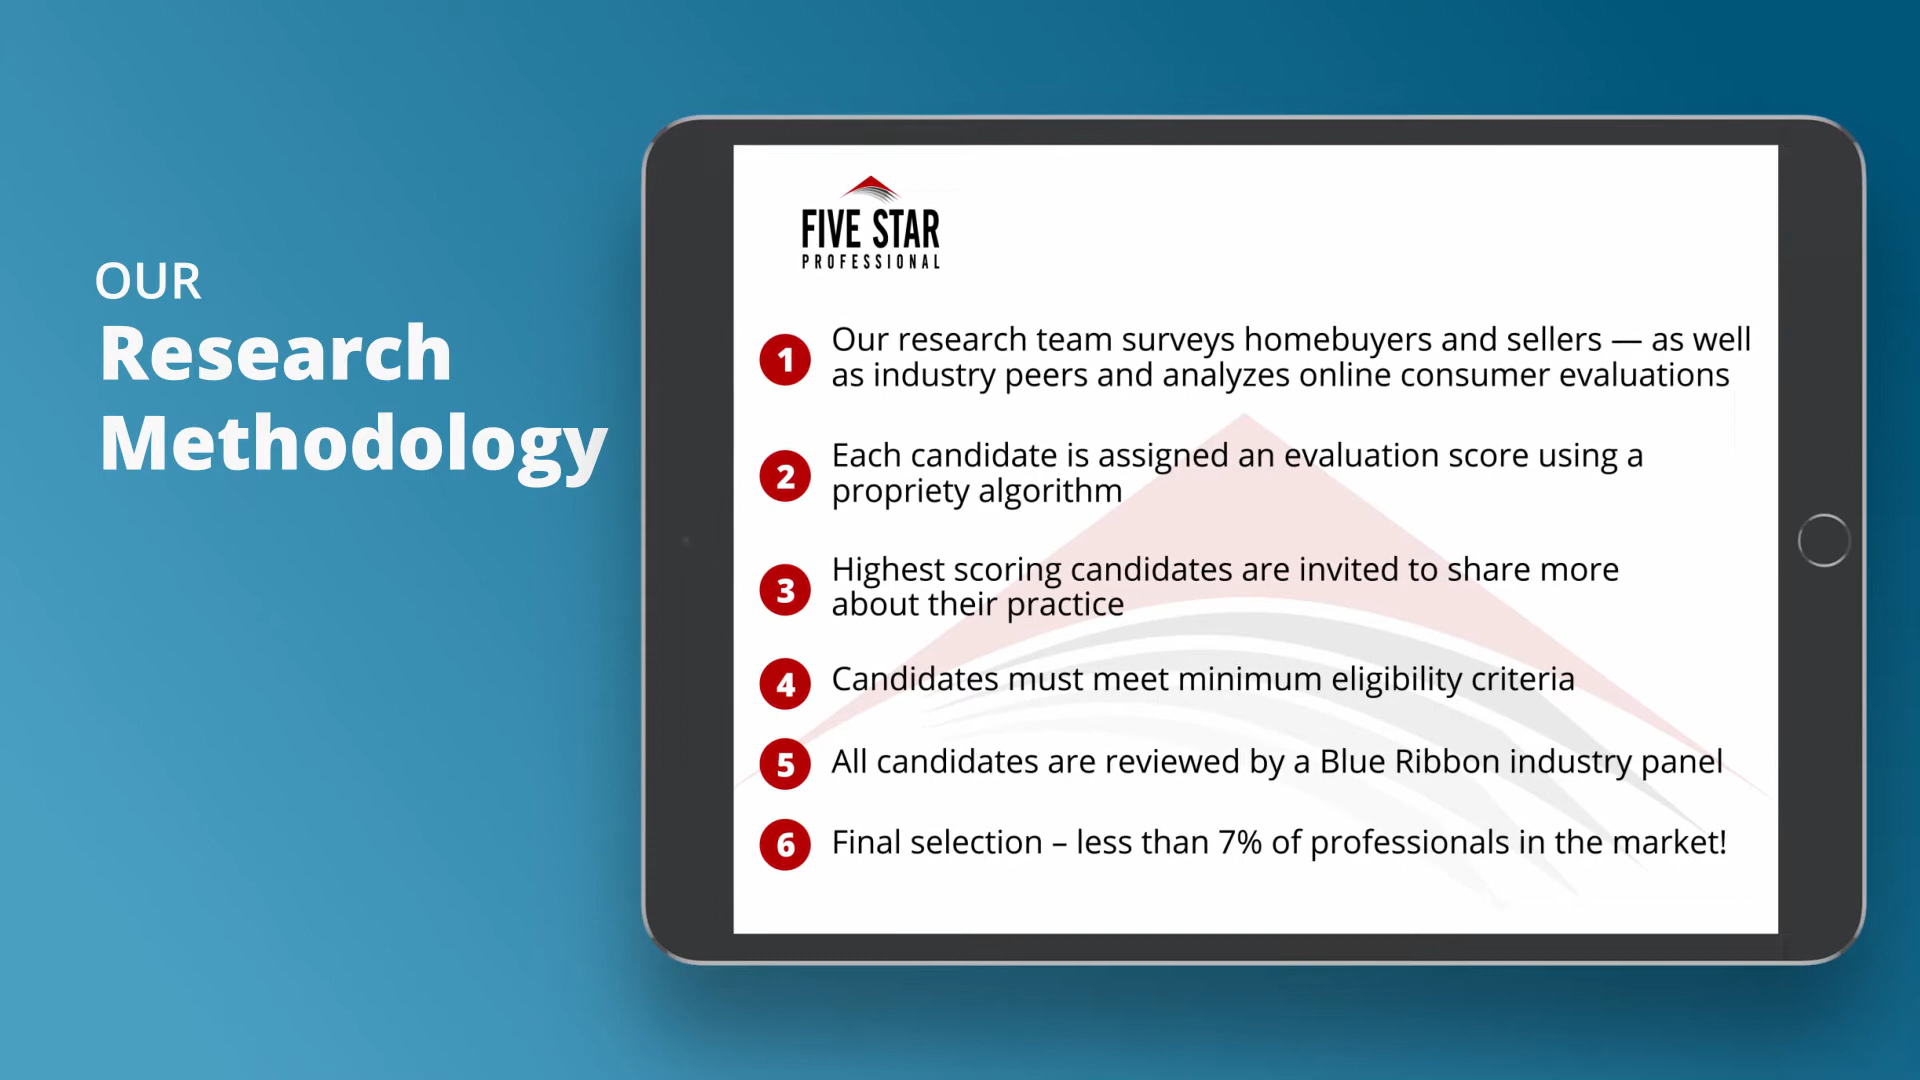 OUR
Research
Methodology
FIVE STAR
PROFESSIONAL
1 Our research team surveys homebuyers and sellers — as well
as industry peers and analyzes online consumer evaluations
2 Each candidate is assigned an evaluation score using a
propriety algorithm
3 Highest scoring candidates are invited to share more
about their practice
4 Candidates must meet minimum eligibility criteria
5 All candidates are reviewed by a Blue Ribbon industry panel
6 Final selection – less than 7% of professionals in the market!